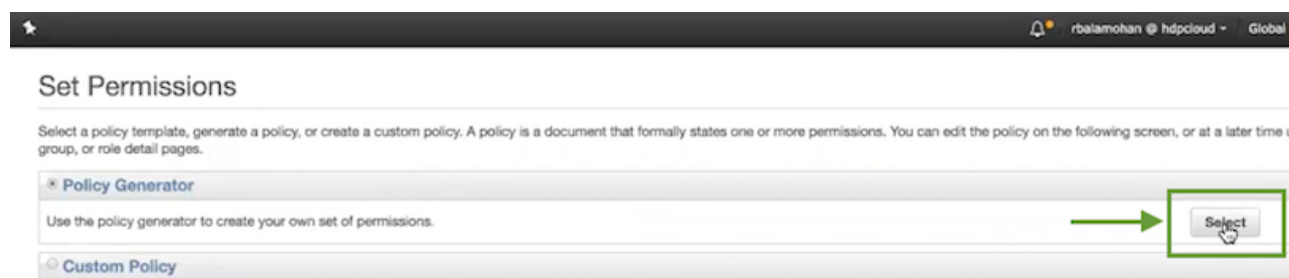 rbalamohan @ hdpcloud Global
Set Permissions
Select a policy template, generate a policy, or create a custom policy. A policy is a document that formally states one or more permissions. You can edit the policy on the following screen, or at a later time
group, or role detail pages.
Policy Generator
Use the policy generator to create your own set of permissions.
Select
Custom Policy